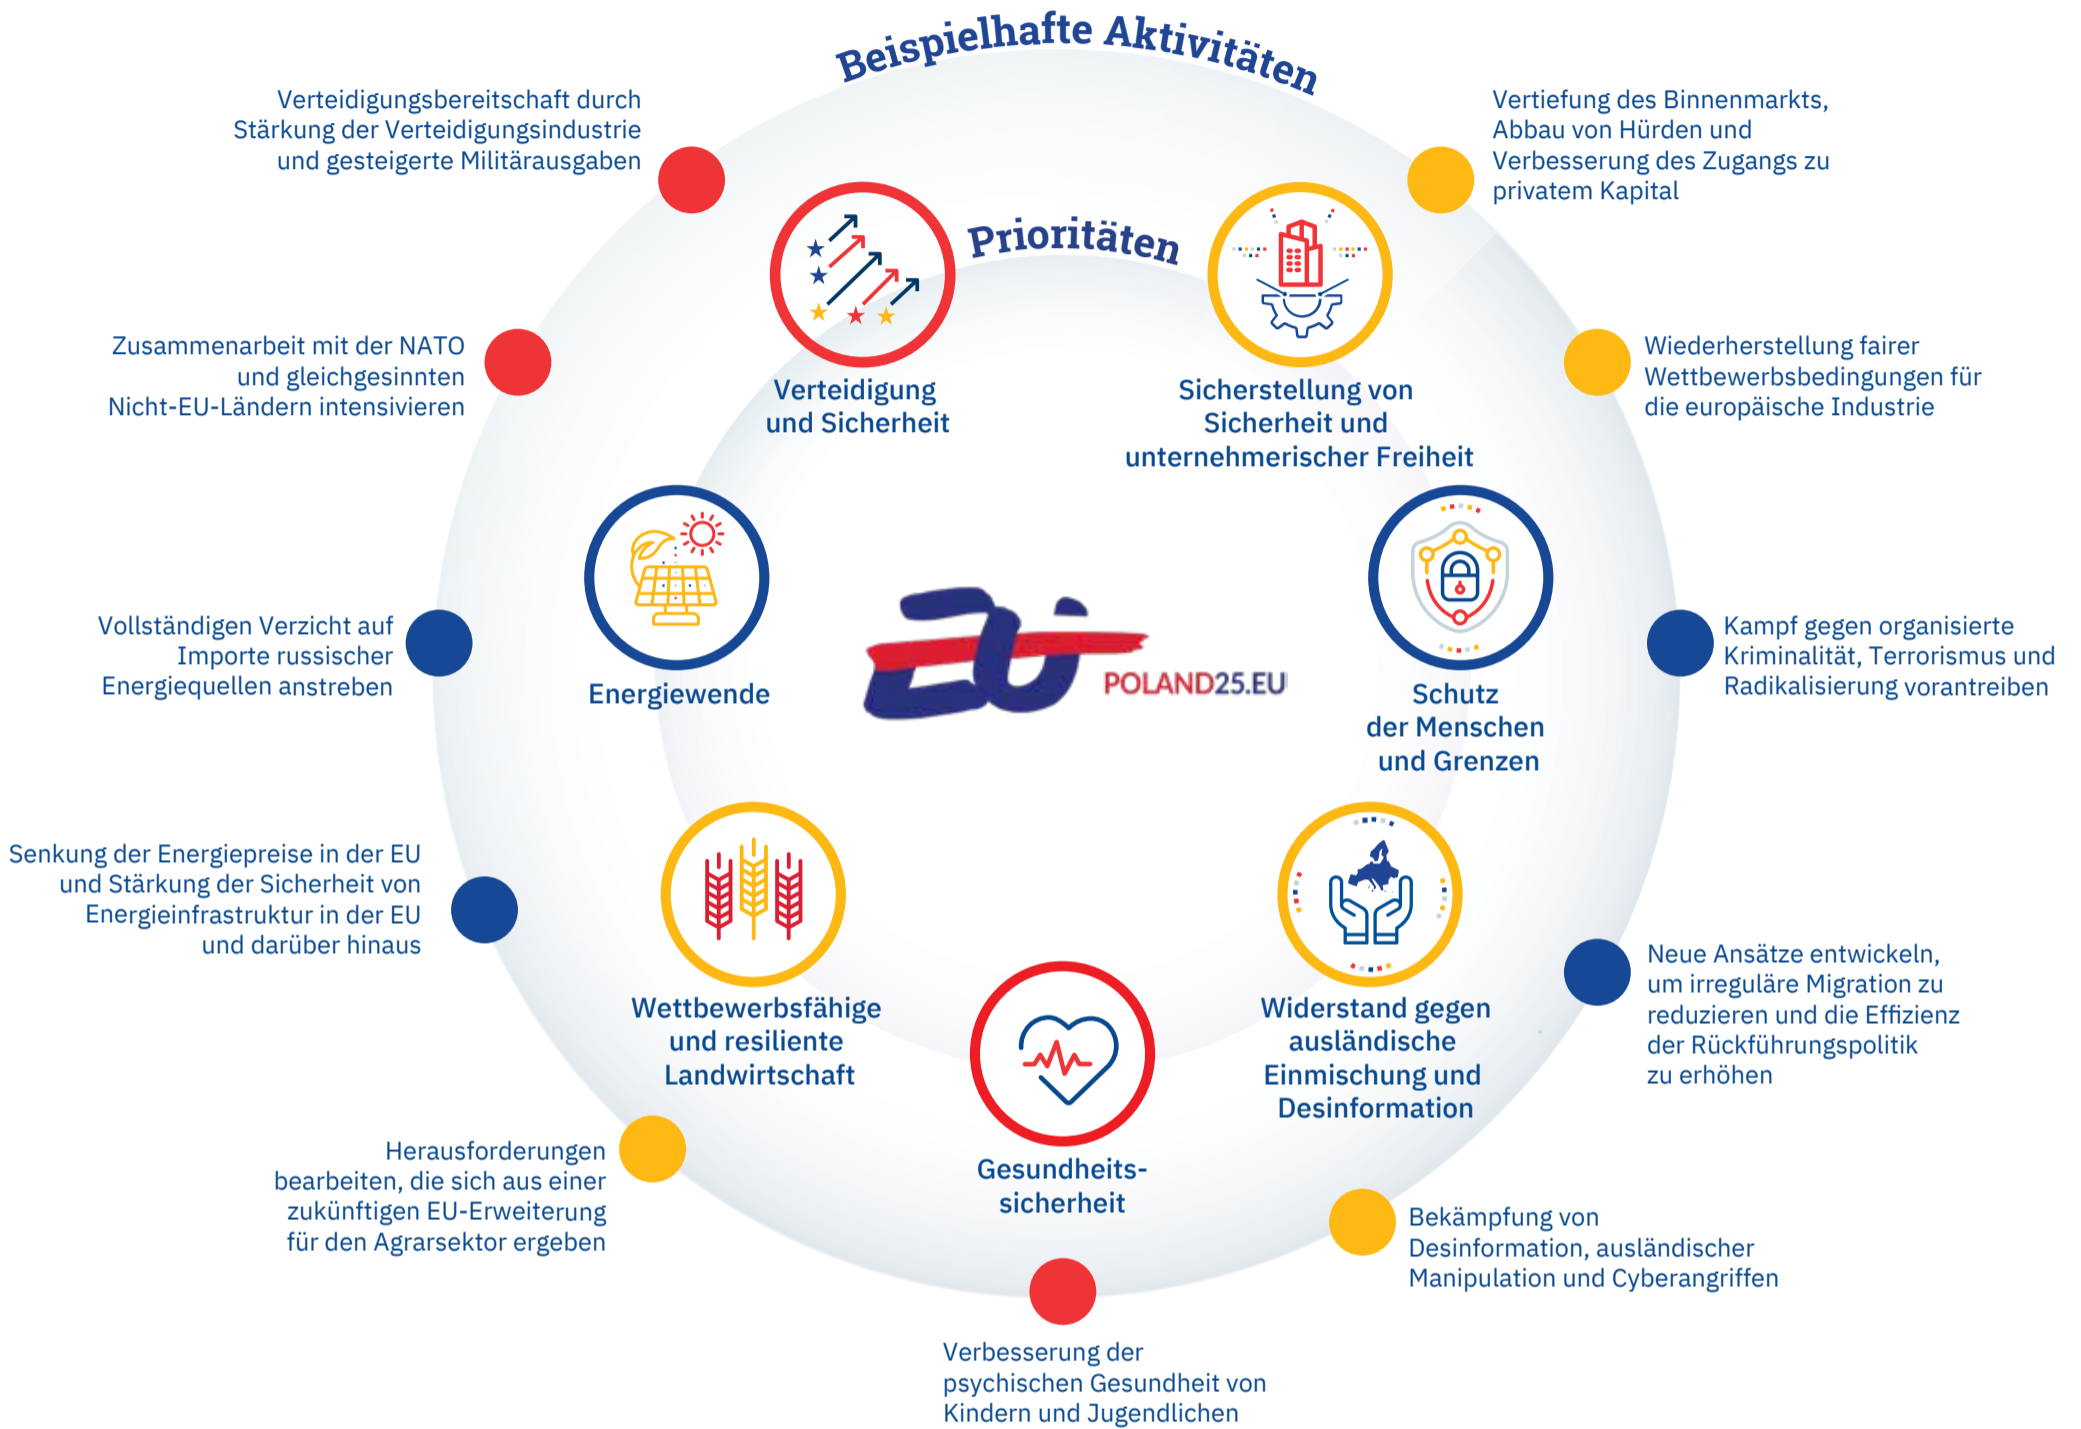 Beispielhafte Aktivitäten
Prioritäten
Verteidigungsbereitschaft durch
Stärkung der Verteidigungsindustrie
und gesteigerte Militärausgaben
Vertiefung des Binnenmarkts,
Abbau von Hürden und
Verbesserung des Zugangs zu
privatem Kapital
Zusammenarbeit mit der NATO
und gleichgesinnten
Nicht-EU-Ländern intensivieren
Verteidigung
und Sicherheit
Sicherstellung von
Sicherheit und
unternehmerischer Freiheit
Wiederherstellung fairer
Wettbewerbsbedingungen für
die europäische Industrie
Vollständigen Verzicht auf
Importe russischer
Energiequellen anstreben
Energiewende
EU
POLAND25.EU
Schutz
der Menschen
und Grenzen
Kampf gegen organisierte
Kriminalität, Terrorismus und
Radikalisierung vorantreiben
Senkung der Energiepreise in der EU
und Stärkung der Sicherheit von
Energieinfrastruktur in der EU
und darüber hinaus
Wettbewerbsfähige
und resiliente
Landwirtschaft
Widerstand gegen
ausländische
Einmischung und
Desinformation
Neue Ansätze entwickeln,
um irreguläre Migration zu
reduzieren und die Effizienz
der Rückführungspolitik
zu erhöhen
Herausforderungen
bearbeiten, die sich aus einer
zukünftigen EU-Erweiterung
für den Agrarsektor ergeben
Gesundheits-
sicherheit
Bekämpfung von
Desinformation, ausländischer
Manipulation und Cyberangriffen
Verbesserung der
psychischen Gesundheit von
Kindern und Jugendlichen